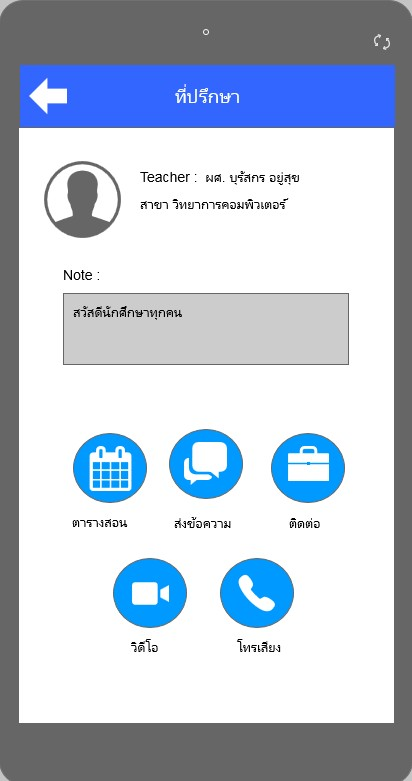 ที่ปรึกษา
Teacher : ผศ. บุรัสกร อยู่สุข
สาขา วิทยาการคอมพิวเตอร์
Note :
สวัสดีนักศึกษาทุกคน
ตารางสอน
ส่งข้อความ
ติดต่อ
วิดีโอ
โทรเสียง